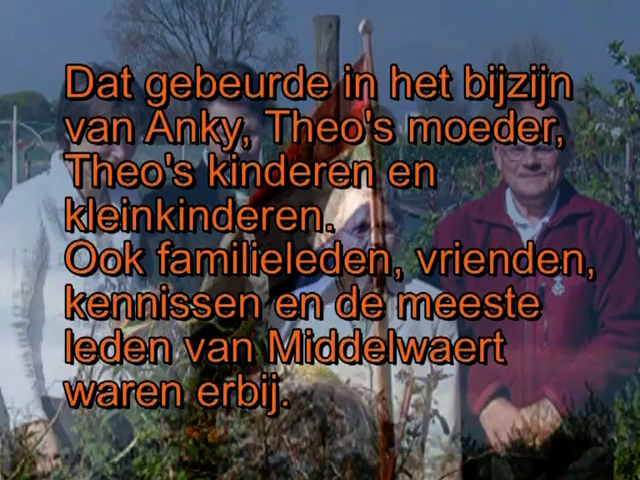 Dat gebeurde in het bijzijn
van Anky, Theo's moeder,
Theo's kinderen en
kleinkinderen.
Ook familieleden, vrienden,
kennissen en de meeste
leden van Middelwaert
waren erbij.